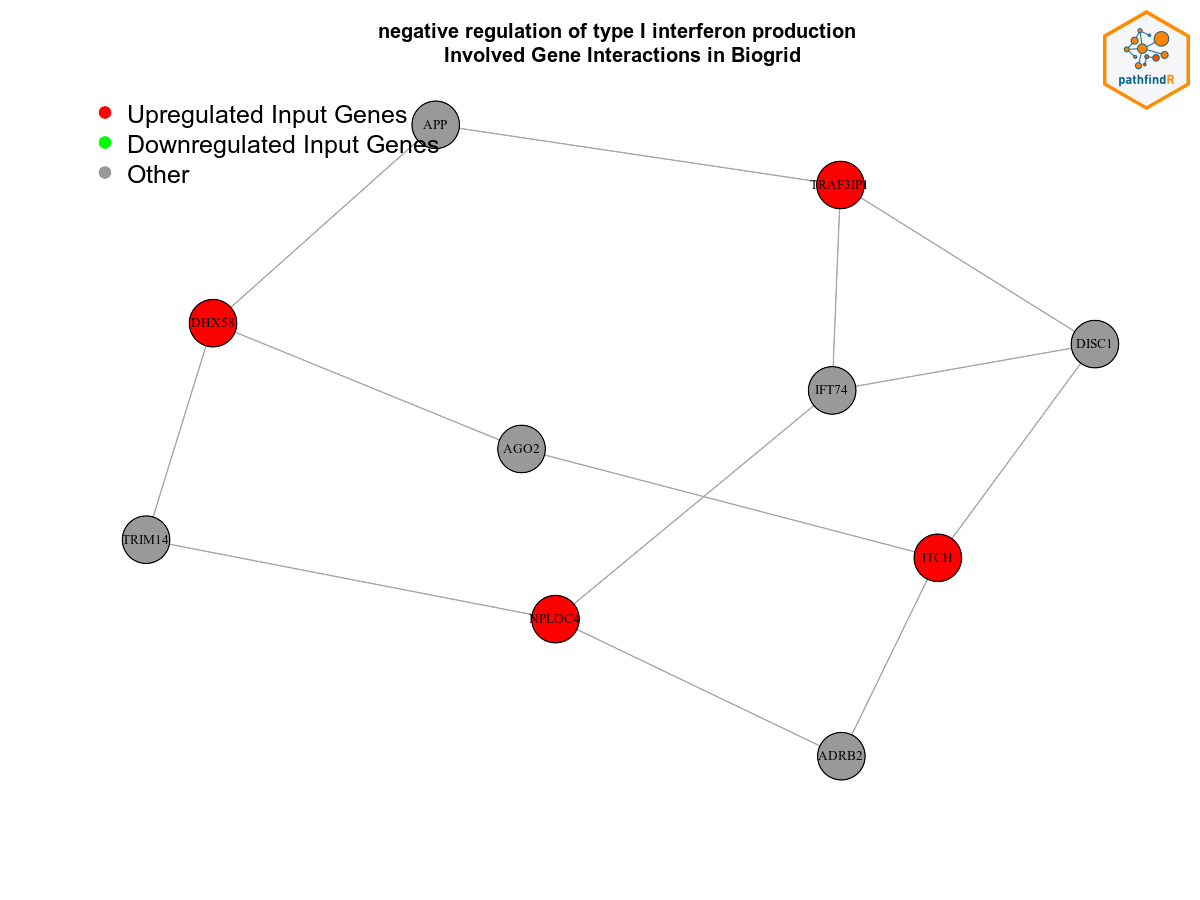 negative regulation of type I interferon production
Involved Gene Interactions in Biogrid
pathfindR
Upregulated Input Genes
Downregulated Input Genes
Other
APP
TRAF3IP1
DHX58
DISC1
IFT74
AGO2
TRIM14
ITCH
NPLOC4
ADRB2